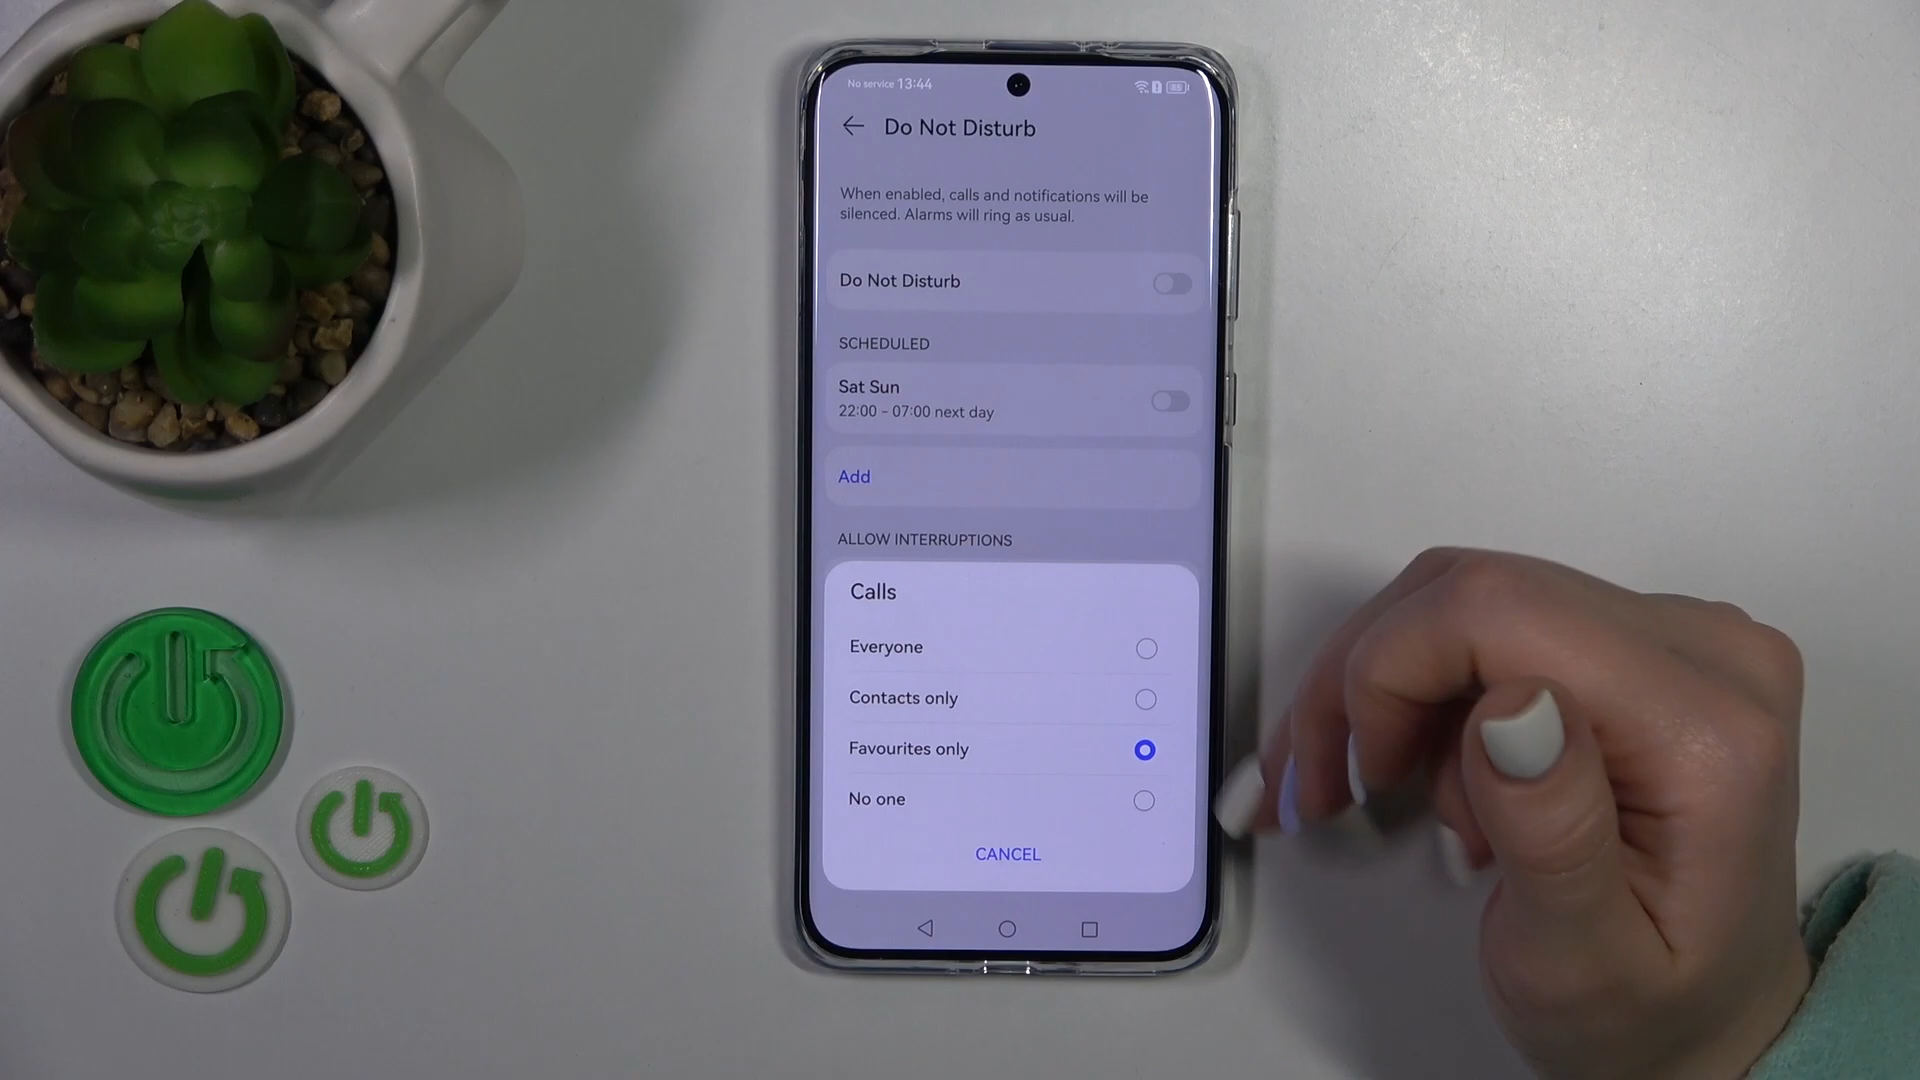 No service 13:44
Do Not Disturb
When enabled, calls and notifications will be
silenced. Alarms will ring as usual.
Do Not Disturb
SCHEDULED
Sat Sun
22:00 - 07:00 next day
Add
ALLOW INTERRUPTIONS
Calls
Everyone
Contacts only
Favourites only
No one
CANCEL